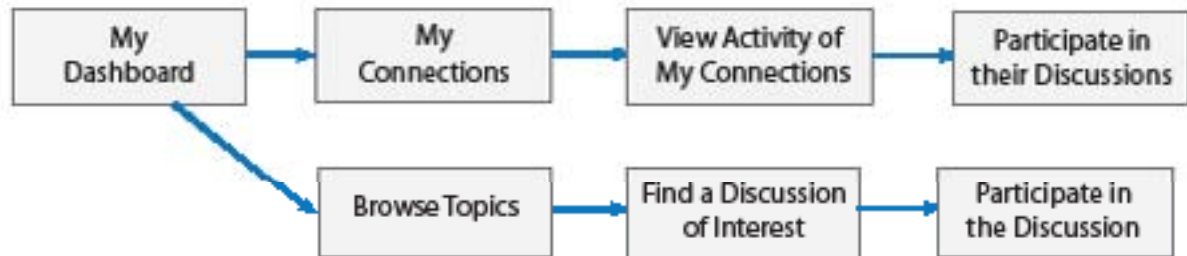 My
Dashboard
My
Connections
View Activity of
My Connections
Participate in
their Discussions
Browse Topics
Find a Discussion
of Interest
Participate in
the Discussion